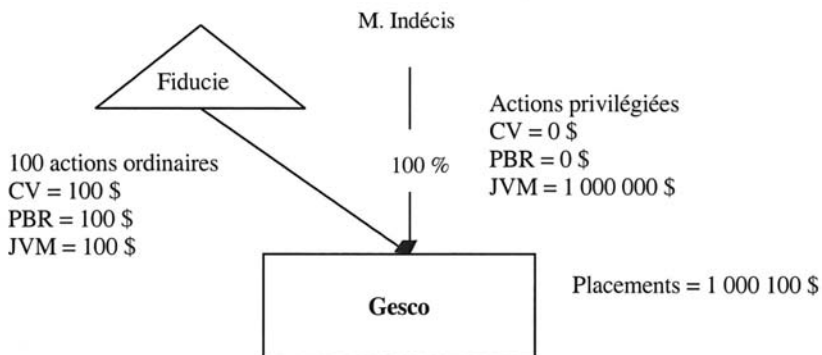 M. Indécis
Fiducie
Actions privilégiées
CV = 0 $
PBR = 0 $
JVM = 1 000 000 $
100 actions ordinaires
CV = 100 $
PBR = 100 $
JVM = 100 $
100 %
Placements = 1 000 100 $
Gesco